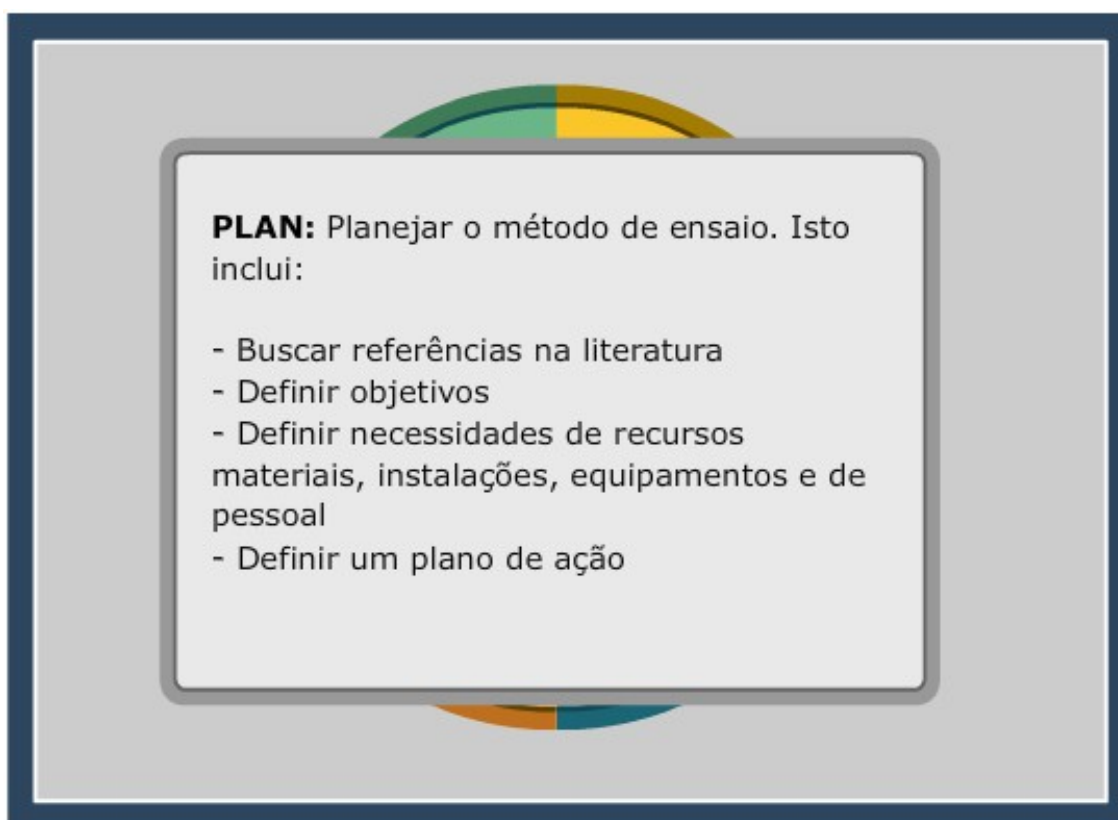 PLAN: Planejar o método de ensaio. Isto
inclui:
- Buscar referências na literatura
- Definir objetivos
- Definir necessidades de recursos
materiais, instalações, equipamentos e de
pessoal
- Definir um plano de ação